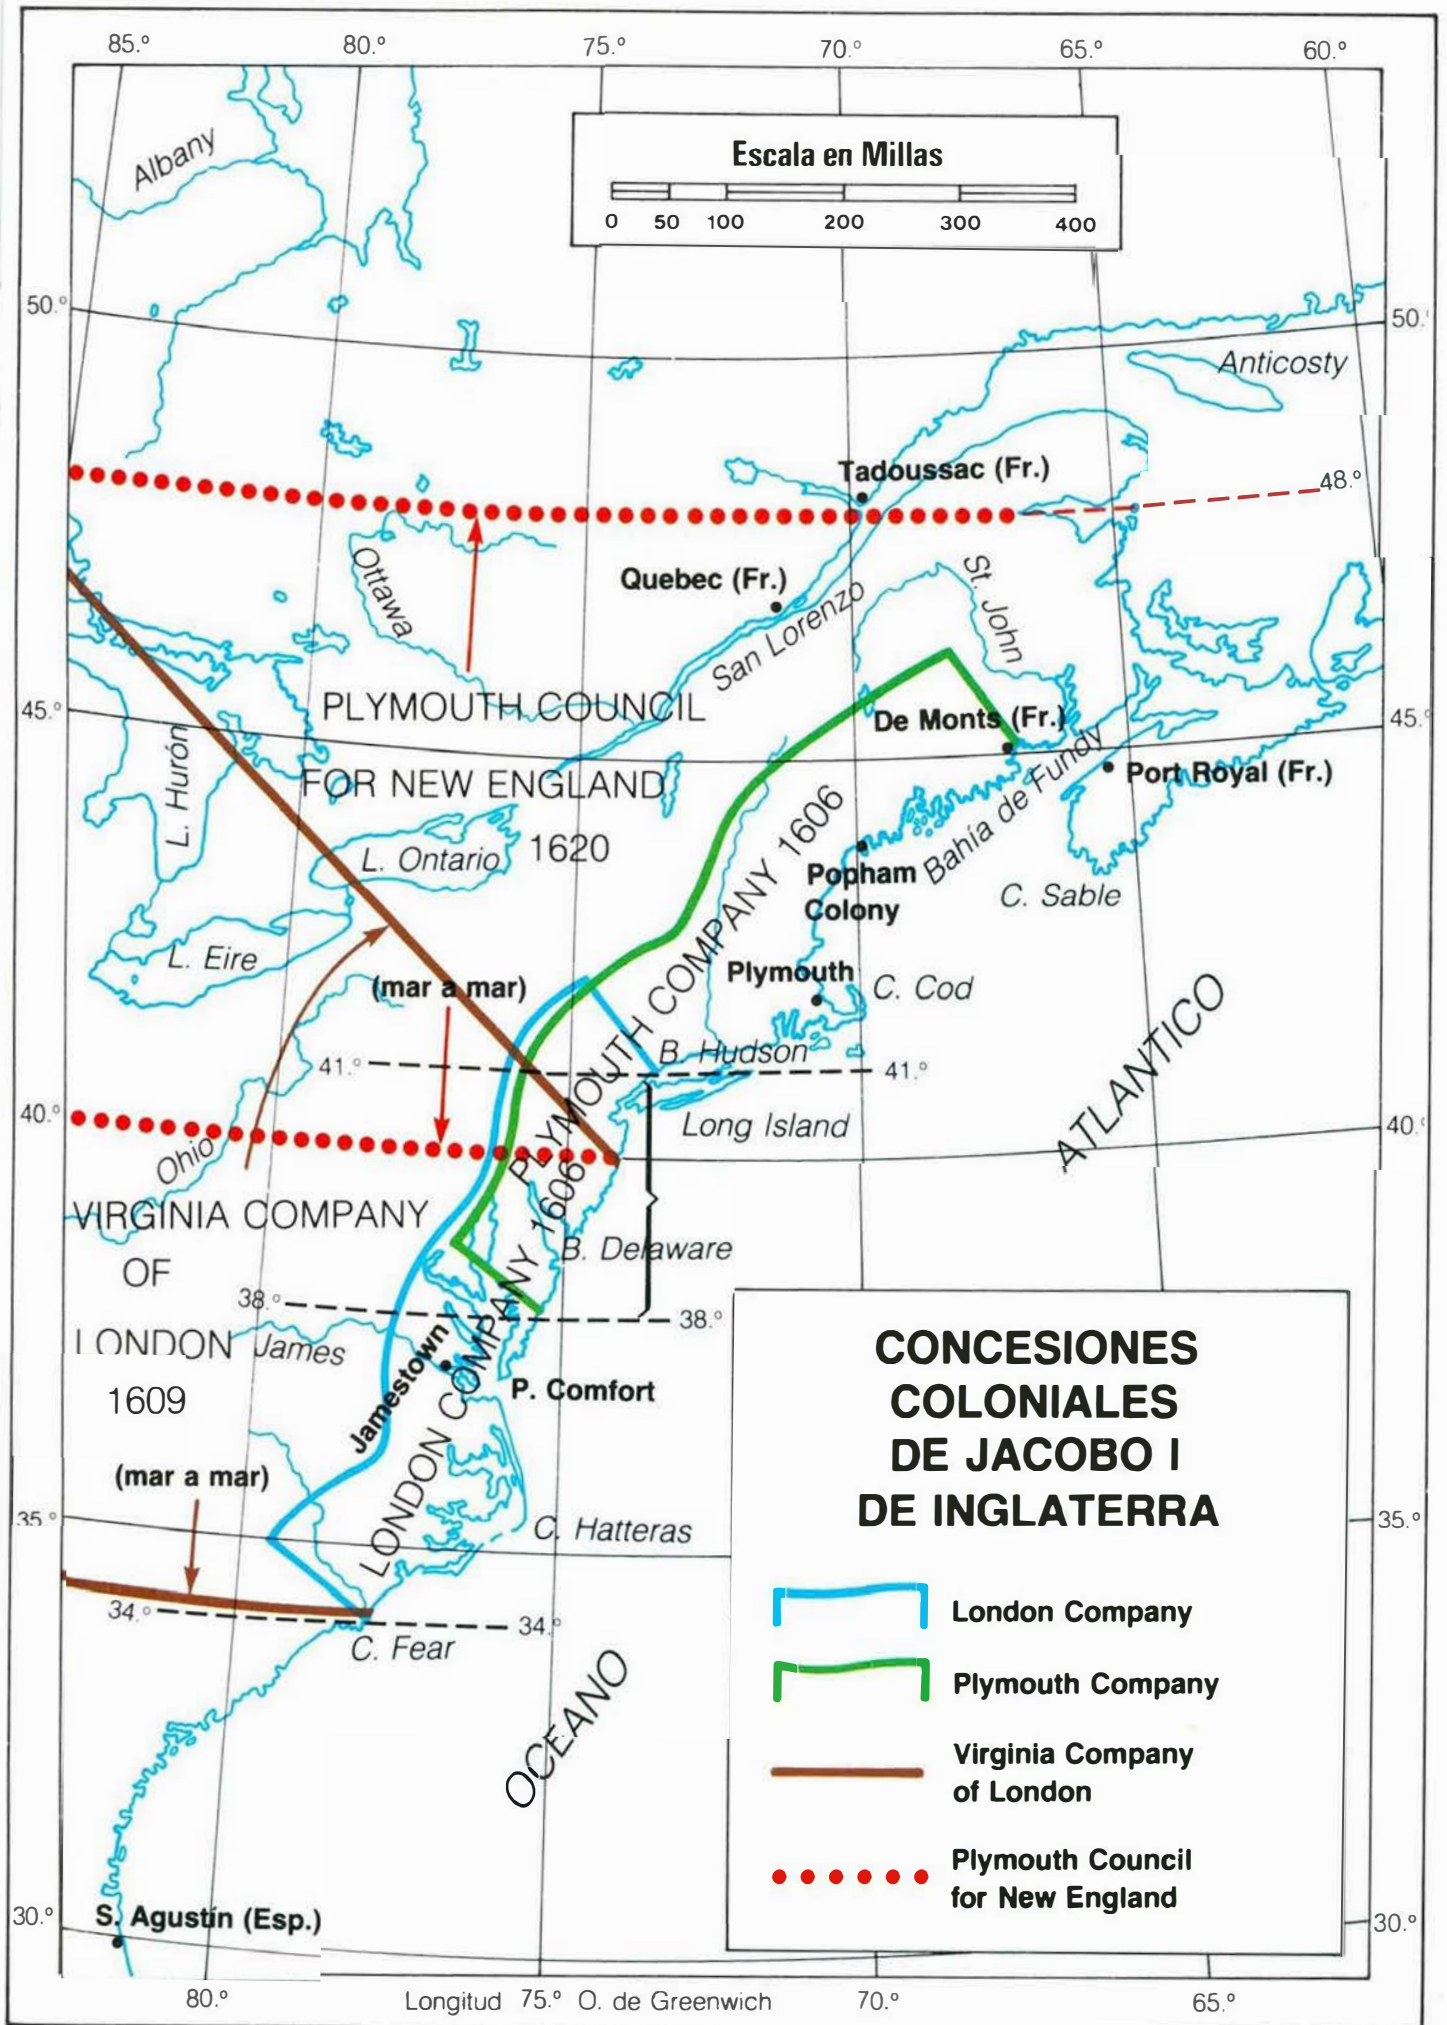 85.º 80.º 75.º 70.º 65.º 60.º
Escala en Millas
0 50 100 200 300 400
Albany
50.º 50.º
Anticosty
Tadoussac (Fr.)
48.º
Ottawa
Quebec (Fr.)
St. John
San Lorenzo
PLYMOUTH COUNCIL
45.º 45.º
De Monts (Fr.)
L. Hurón
FOR NEW ENGLAND
Port Royal (Fr.)
Bahía de Fundy
1620
L. Ontario
PLYMOUTH COMPANY 1606
Popham
Colony
C. Sable
L. Eire
Plymouth
C. Cod
(mar a mar)
B. Hudson
41.º 41.º
ATLANTICO
40.º 40.º
Long Island
Ohio
VIRGINIA COMPANY
OF
LONDON
1609
B. Delaware
38.º 38.º
James
Jamestown
P. Comfort
LONDON COMPANY 1606
(mar a mar)
35º 35.º
C. Hatteras
34.º 34.º
C. Fear
OCEANO
S. Agustín (Esp.)
30.º 30.º
80.º Longitud 75.º O. de Greenwich 70.º 65.º
CONCESIONES
COLONIALES
DE JACOBO I
DE INGLATERRA
London Company
Plymouth Company
Virginia Company
of London
Plymouth Council
for New England